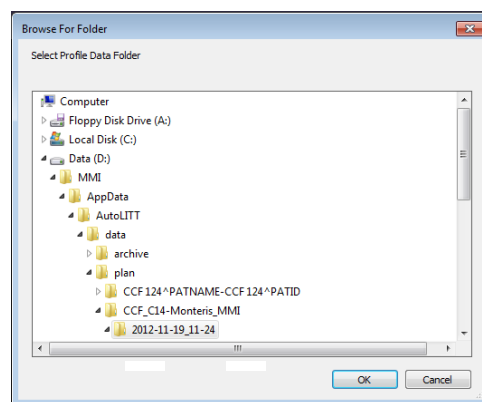 Browse For Folder
Select Profile Data Folder
Computer
Floppy Disk Drive (A:)
Local Disk (C:)
Data (D:)
MMI
AppData
AutoLITT
data
archive
plan
CCF 124^PATNAME-CCF 124^PATID
CCF_C14-Monteris_MMI
2012-11-19_11-24
OK Cancel